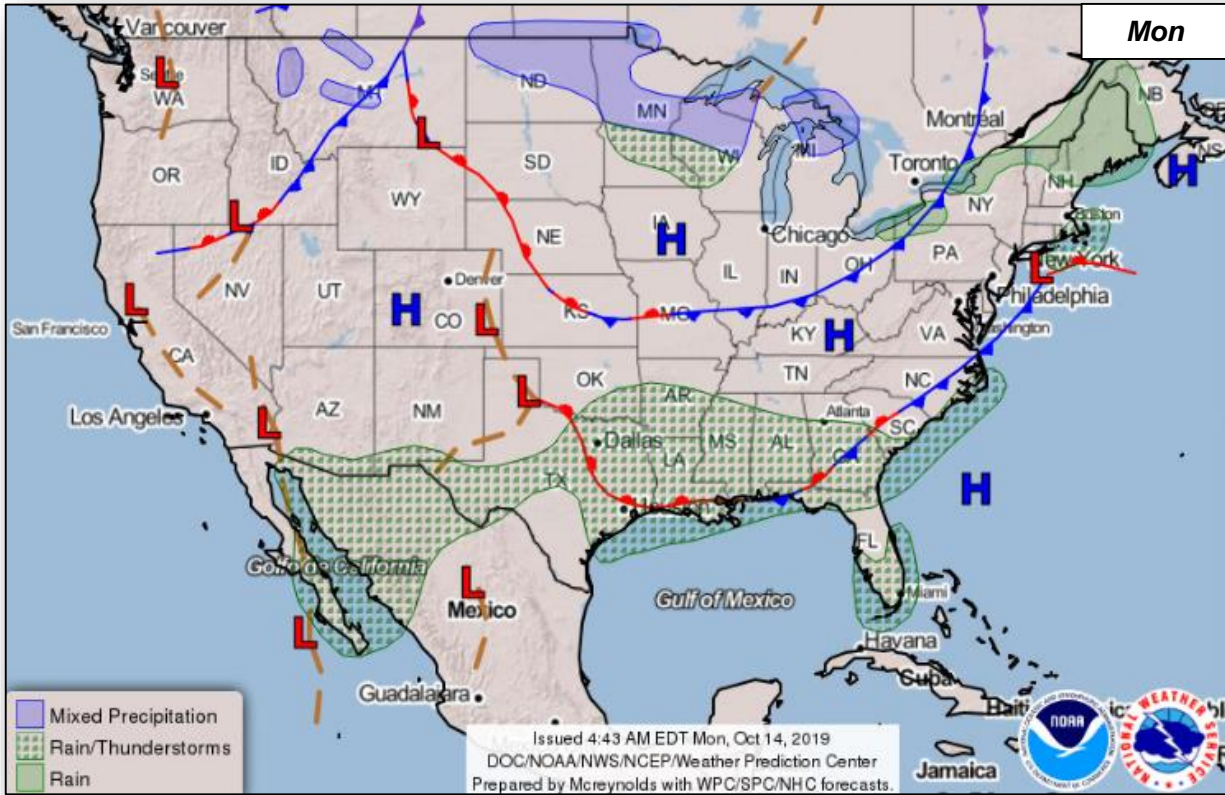 Mon
Vancouver
L
Seattle
WA
MT
ND
MN
NB
Montréal
L
OR
ID
SD
WI
MI
Toronto
NS
H
WY
NH
L
IA
H
NY
Boston
NE
Chicago
NV
UT
Denver
IL
IN
OH
PA
L
New York
Philadelphia
L
San Francisco
H
CO
L
KS
MO
KY
H
VA
Washington
CA
TN
NC
Los Angeles
L
AZ
NM
L
OK
AR
Atlanta
SC
Dallas
MS
AL
GA
LA
TX
H
Houston
FL
Golfo de California
L
Mexico
Gulf of Mexico
Miami
L
Havana
Cuba
Guadalajara
Mixed Precipitation
Rain/Thunderstorms
Rain
Issued 4:43 AM EDT Mon, Oct 14, 2019
DOC/NOAA/NWS/NCEP/Weather Prediction Center
Prepared by Mcreynolds with WPC/SPC/NHC forecasts.
Haiti
NOAA
NATIONAL WEATHER SERVICE
Jamaica